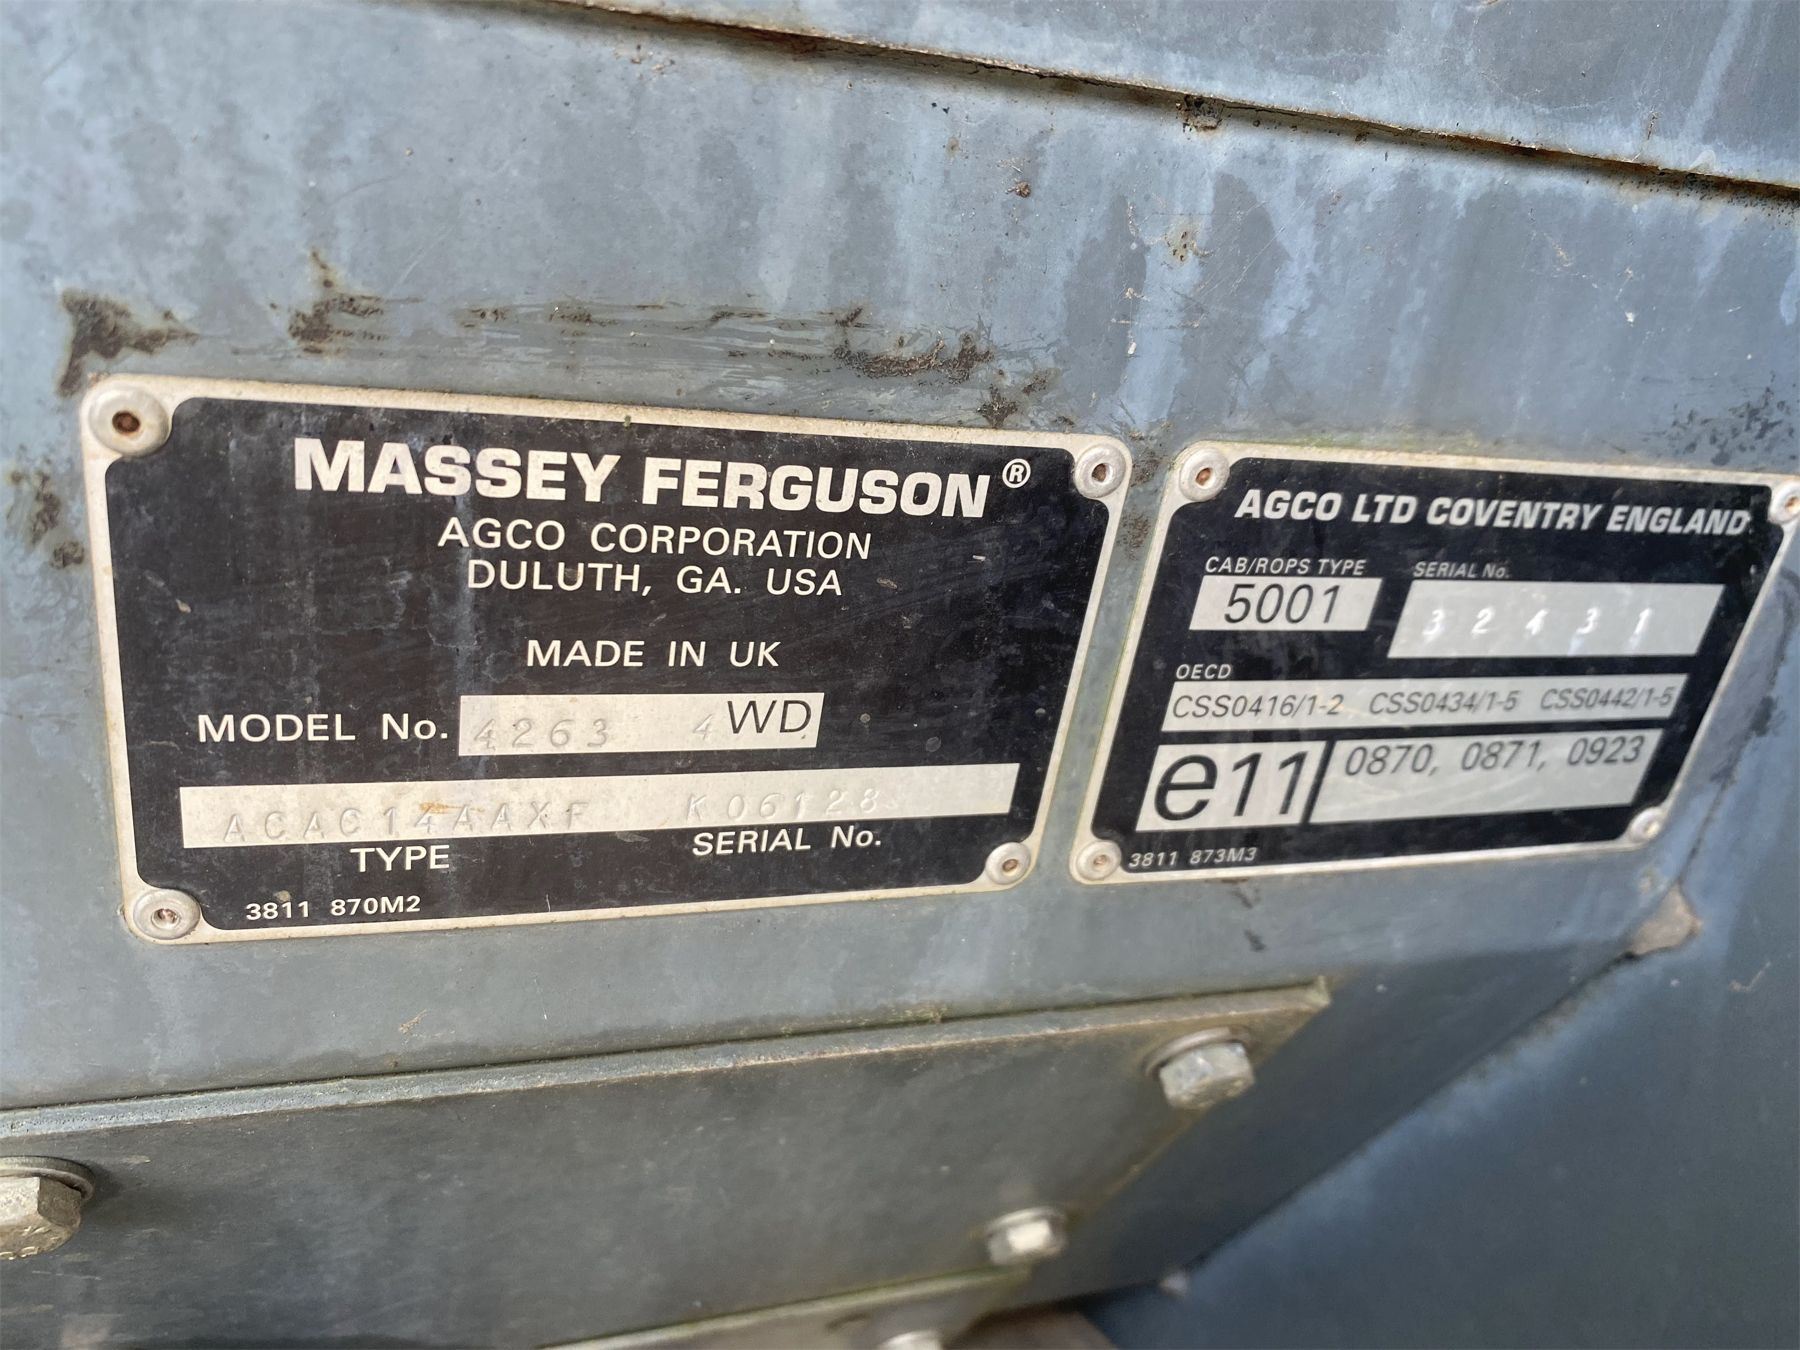 MASSEY FERGUSON®
AGCO CORPORATION
DULUTH, GA. USA
MADE IN UK
MODEL No. 4263 4 WD
ACAC14AAXF K06128
TYPE SERIAL No.
3811 870M2
AGCO LTD COVENTRY ENGLAND
CAB/ROPS TYPE SERIAL No.
5001 32431
OECD
CSS0416/1-2 CSS0434/1-5 CSS0442/1-5
e11 0870, 0871, 0923
3811 873M3